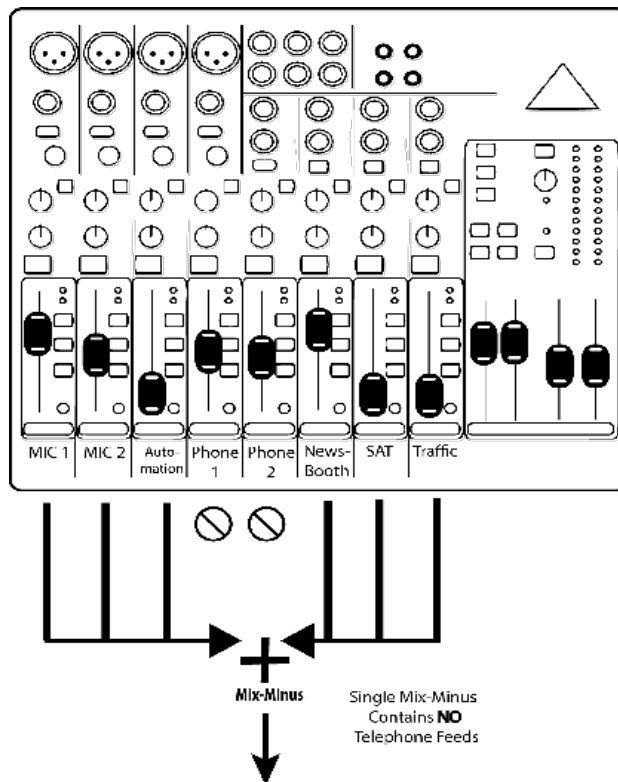 MIC 1
MIC 2
Auto-
mation
Phone
1
Phone
2
News-
Booth
SAT
Traffic
Mix-Minus
Single Mix-Minus
Contains NO
Telephone Feeds